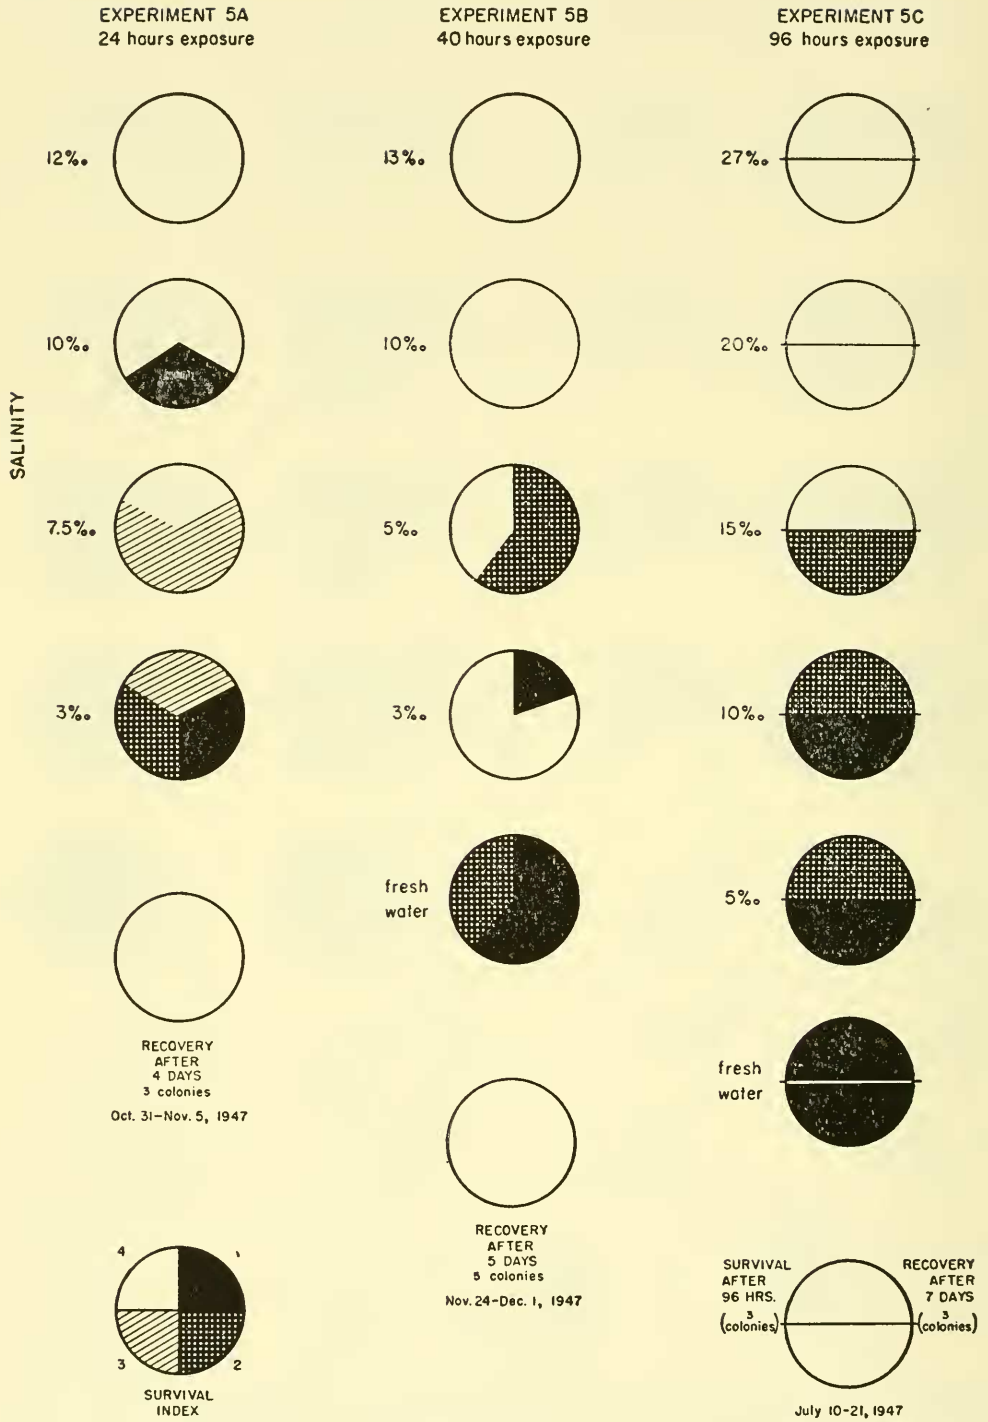 EXPERIMENT 5A
24 hours exposure
EXPERIMENT 5B
40 hours exposure
EXPERIMENT 5C
96 hours exposure
SALINITY
12‰
10‰
7.5‰
3‰
RECOVERY
AFTER
4 DAYS
3 colonies
Oct. 31–Nov. 5, 1947
4
1
3
2
SURVIVAL
INDEX
13‰
10‰
5‰
3‰
fresh
water
RECOVERY
AFTER
5 DAYS
5 colonies
Nov. 24–Dec. 1, 1947
27‰
20‰
15‰
10‰
5‰
fresh
water
SURVIVAL
AFTER
96 HRS.
(3 colonies)
RECOVERY
AFTER
7 DAYS
(3 colonies)
July 10–21, 1947